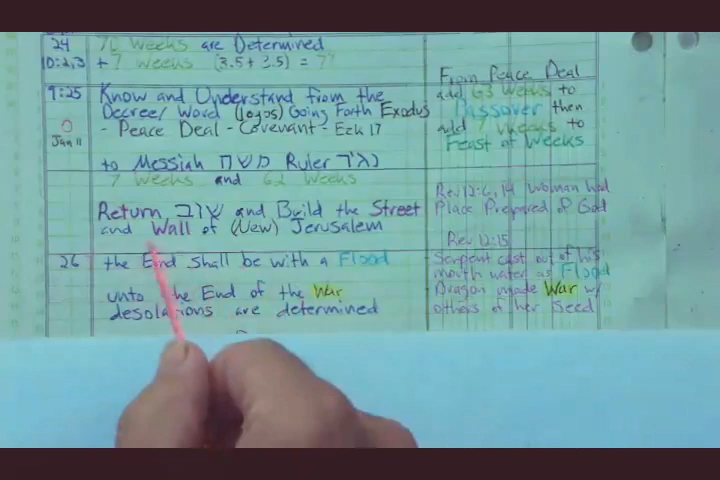 24 70 Weeks are Determined
10:2,3 + 7 weeks (3.5 + 3.5) = 77
9:25 Know and Understand from the
Decree/Word (Logos) Going Forth Exodus
- Peace Deal - Covenant - Ezk 17
Jan 11
to Messiah משח Ruler נגיד
7 weeks and 62 Weeks
Return שוב and Build the Street
and Wall of (New) Jerusalem
26 the End shall be with a Flood
unto the End of the War
desolations are determined
From Peace Deal
add 63 weeks to
Passover then
add 7 weeks to
Feast of Weeks
Rev 12:6, 14 Woman had
Place Prepared of God
Rev 12:15
Serpent cast out of his
mouth water as Flood
Dragon made War w/
others of her Seed